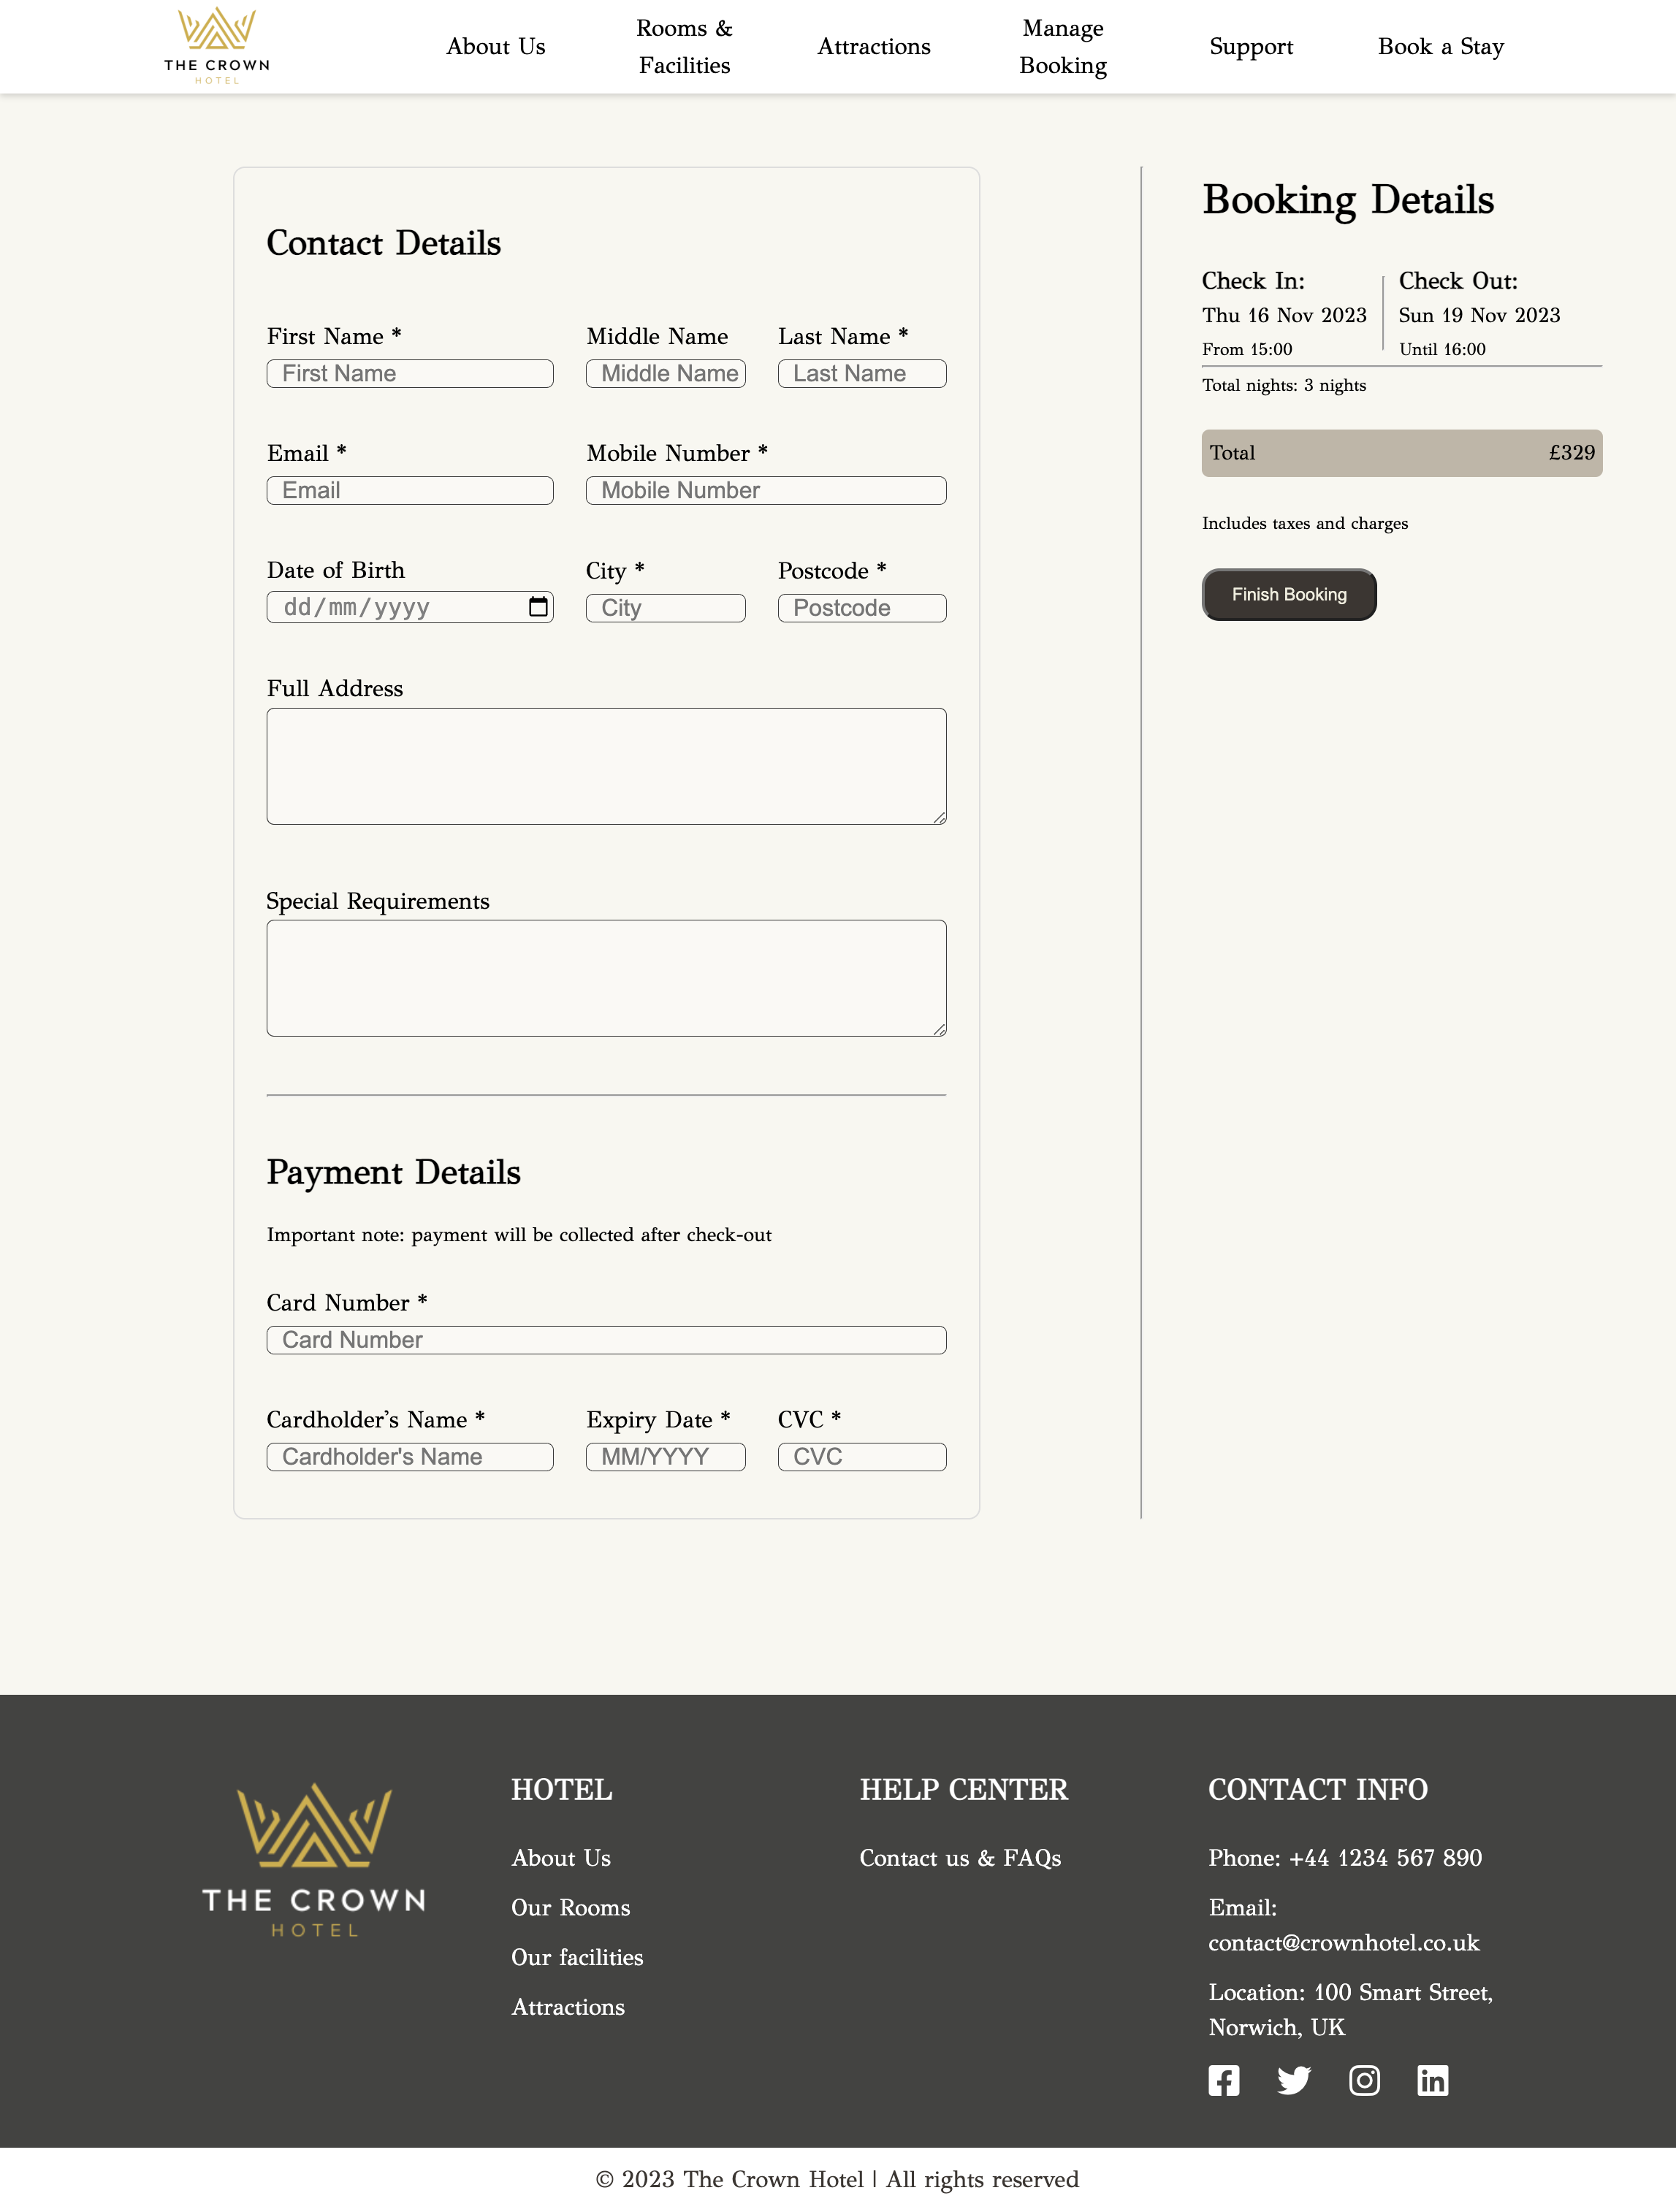 THE CROWN
HOTEL
About Us
Rooms &
Facilities
Attractions
Manage
Booking
Support
Book a Stay
Contact Details
First Name *
Middle Name
Last Name *
First Name
Middle Name
Last Name
Email *
Mobile Number *
Email
Mobile Number
Date of Birth
City *
Postcode *
dd/mm/yyyy
City
Postcode
Full Address
Special Requirements
Payment Details
Important note: payment will be collected after check-out
Card Number *
Card Number
Cardholder's Name *
Expiry Date *
CVC *
Cardholder's Name
MM/YYYY
CVC
Booking Details
Check In:
Thu 16 Nov 2023
From 15:00
Check Out:
Sun 19 Nov 2023
Until 16:00
Total nights: 3 nights
Total £329
Includes taxes and charges
Finish Booking
THE CROWN
HOTEL
HOTEL
About Us
Our Rooms
Our facilities
Attractions
HELP CENTER
Contact us & FAQs
CONTACT INFO
Phone: +44 1234 567 890
Email:
contact@crownhotel.co.uk
Location: 100 Smart Street,
Norwich, UK
© 2023 The Crown Hotel | All rights reserved